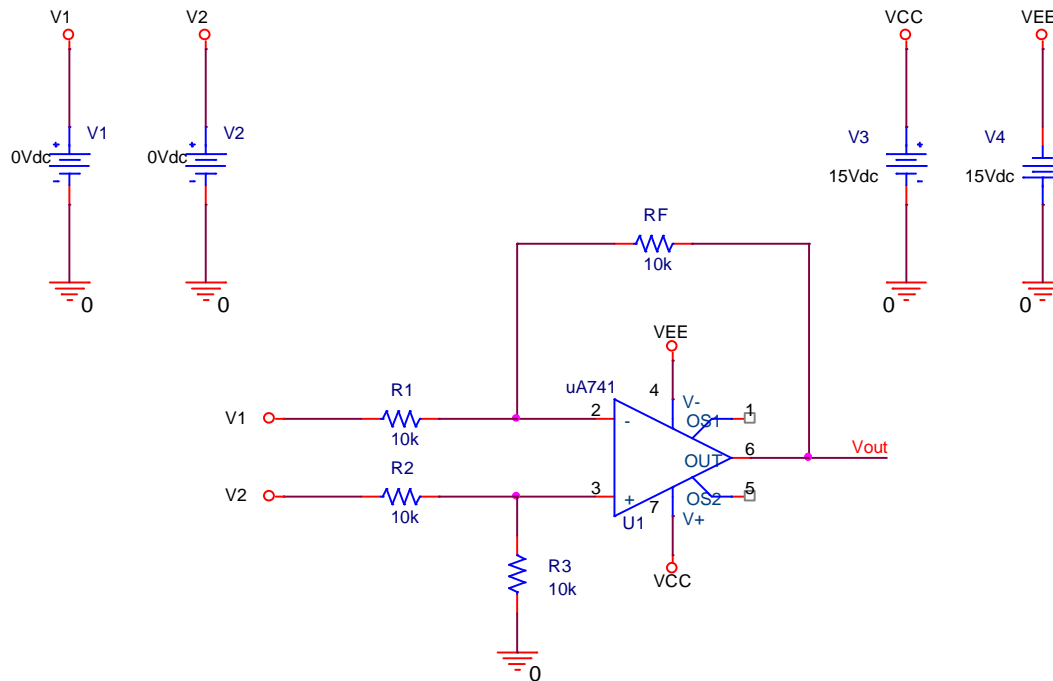 V1 V2 VCC VEE
+ V1 + V2 V3 + V4
0Vdc 0Vdc 15Vdc 15Vdc
- - -
RF
10k
0 0 0 0
VEE
R1 uA741 4 V-
V1 2 - OS1 1
10k
OUT 6 Vout
R2
V2 3 + 7 OS2 5
10k U1 V+
R3 VCC
10k
0